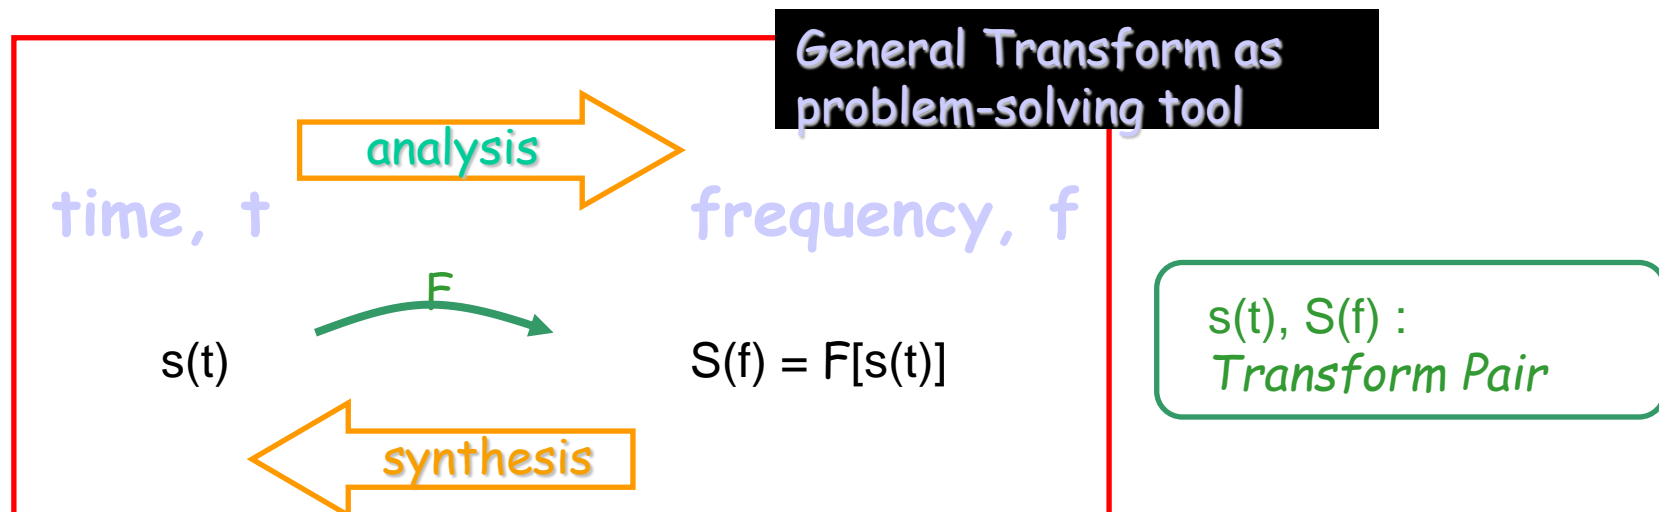 General Transform as
problem-solving tool
analysis
time, t
frequency, f
F
s(t)
S(f) = F[s(t)]
s(t), S(f) :
Transform Pair
synthesis